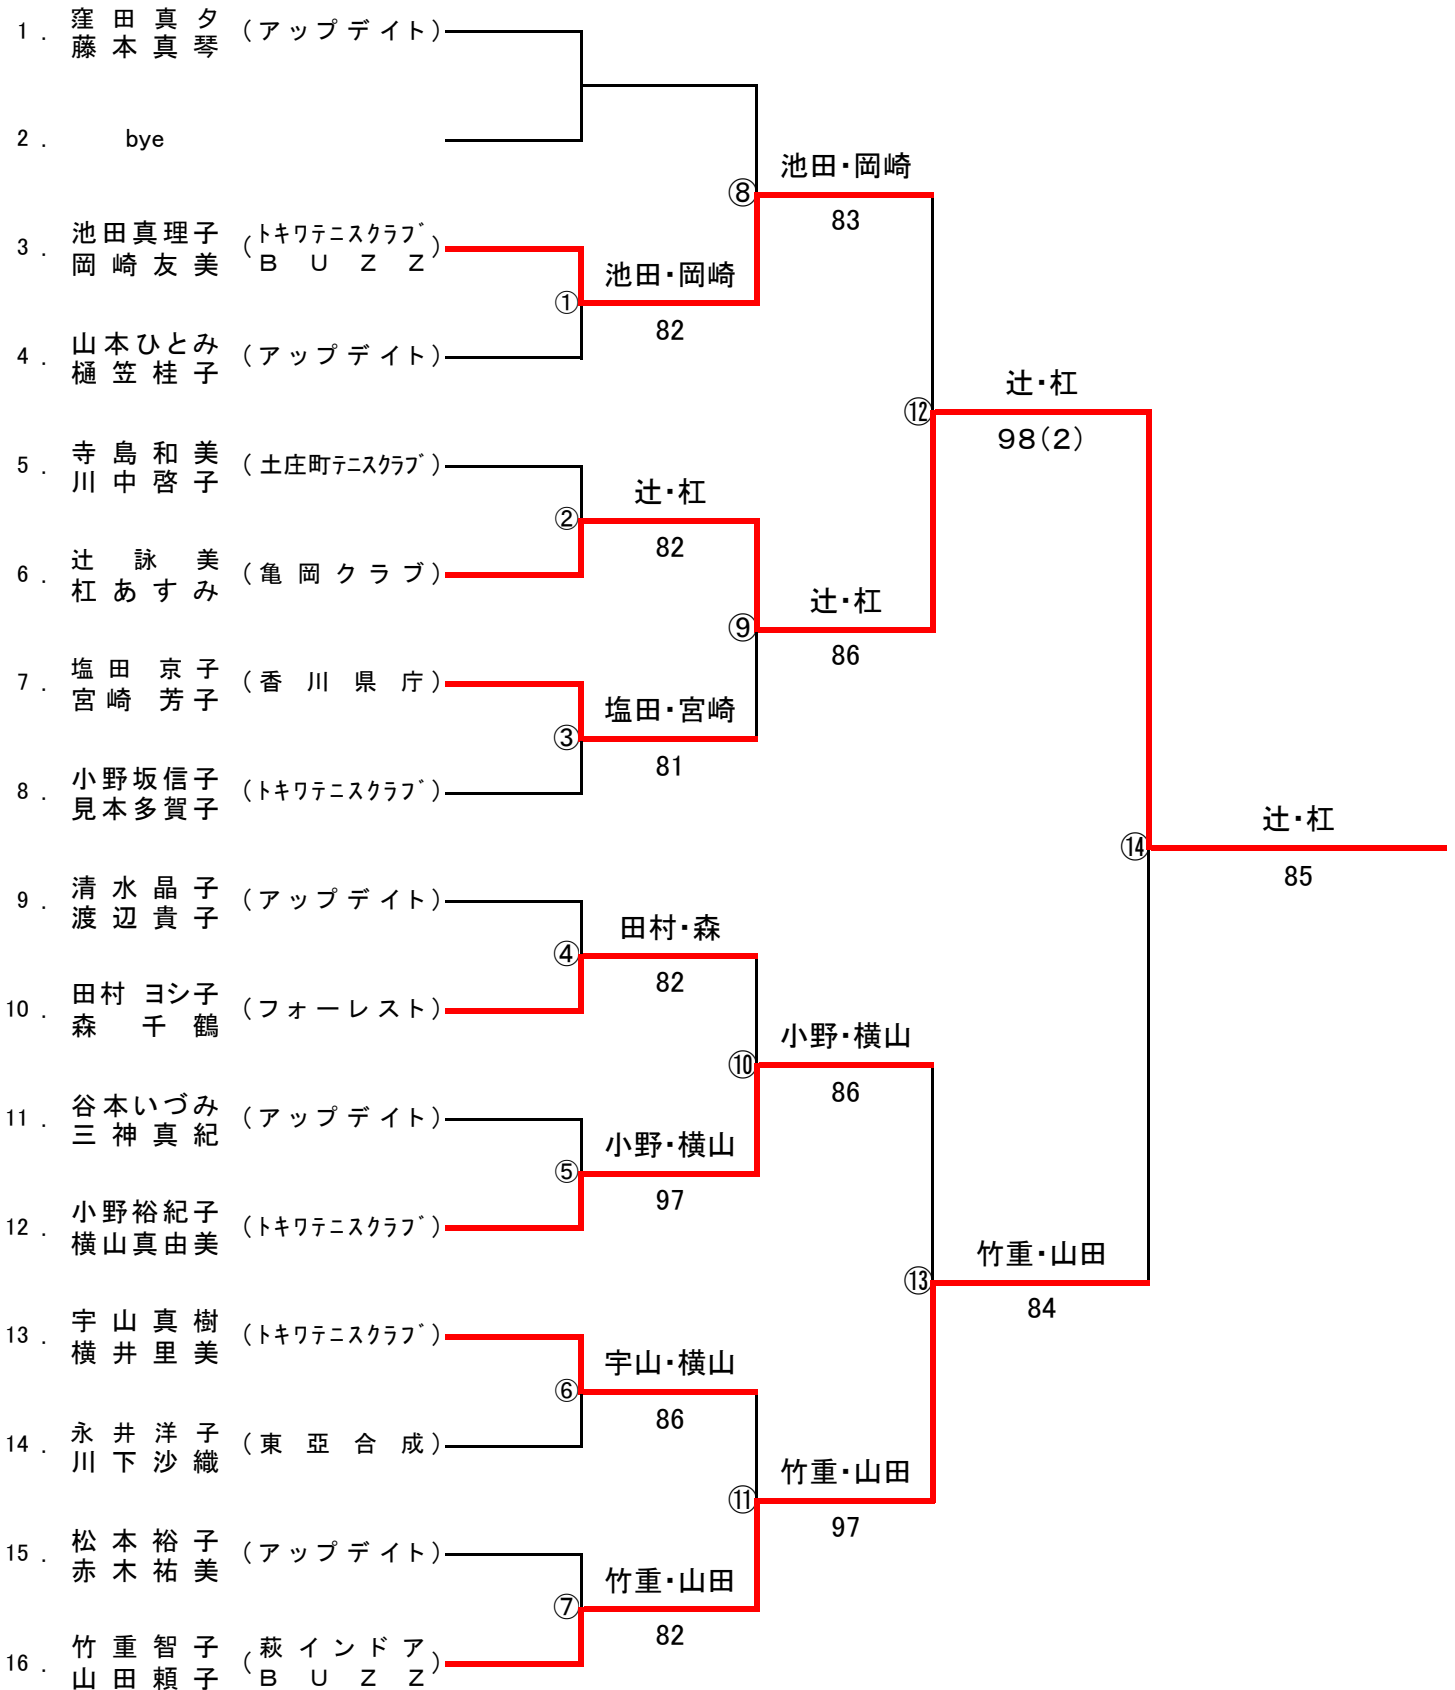 1． 窪田真夕 （アップデイト）
藤本真琴
2． bye
池田・岡崎
⑧
83
3． 池田真理子 （ﾄｷﾜﾃﾆｽｸﾗﾌﾞ）
岡崎友美 ＢＵＺＺ
池田・岡崎
①
82
4． 山本ひとみ （アップデイト）
樋笠桂子
辻・杠
⑫
98(2)
5． 寺島和美 （土庄町ﾃﾆｽｸﾗﾌﾞ）
川中啓子
辻・杠
②
82
6． 辻詠美 （亀岡クラブ）
杠あすみ
辻・杠
⑨
86
7． 塩田京子 （香川県庁）
宮崎芳子
塩田・宮崎
③
81
8． 小野坂信子 （ﾄｷﾜﾃﾆｽｸﾗﾌﾞ）
見本多賀子
辻・杠
⑭
85
9． 清水晶子 （アップデイト）
渡辺貴子
田村・森
④
82
10． 田村 ヨシ子 （フォーレスト）
森千鶴
小野・横山
⑩
86
11． 谷本いづみ （アップデイト）
三神真紀
小野・横山
⑤
97
12． 小野裕紀子 （ﾄｷﾜﾃﾆｽｸﾗﾌﾞ）
横山真由美
竹重・山田
⑬
84
13． 宇山真樹 （ﾄｷﾜﾃﾆｽｸﾗﾌﾞ）
横井里美
宇山・横山
⑥
86
14． 永井洋子 （東亞合成）
川下沙織
竹重・山田
⑪
97
15． 松本裕子 （アップデイト）
赤木祐美
竹重・山田
⑦
82
16． 竹重智子 （萩インドア）
山田頼子 ＢＵＺＺ